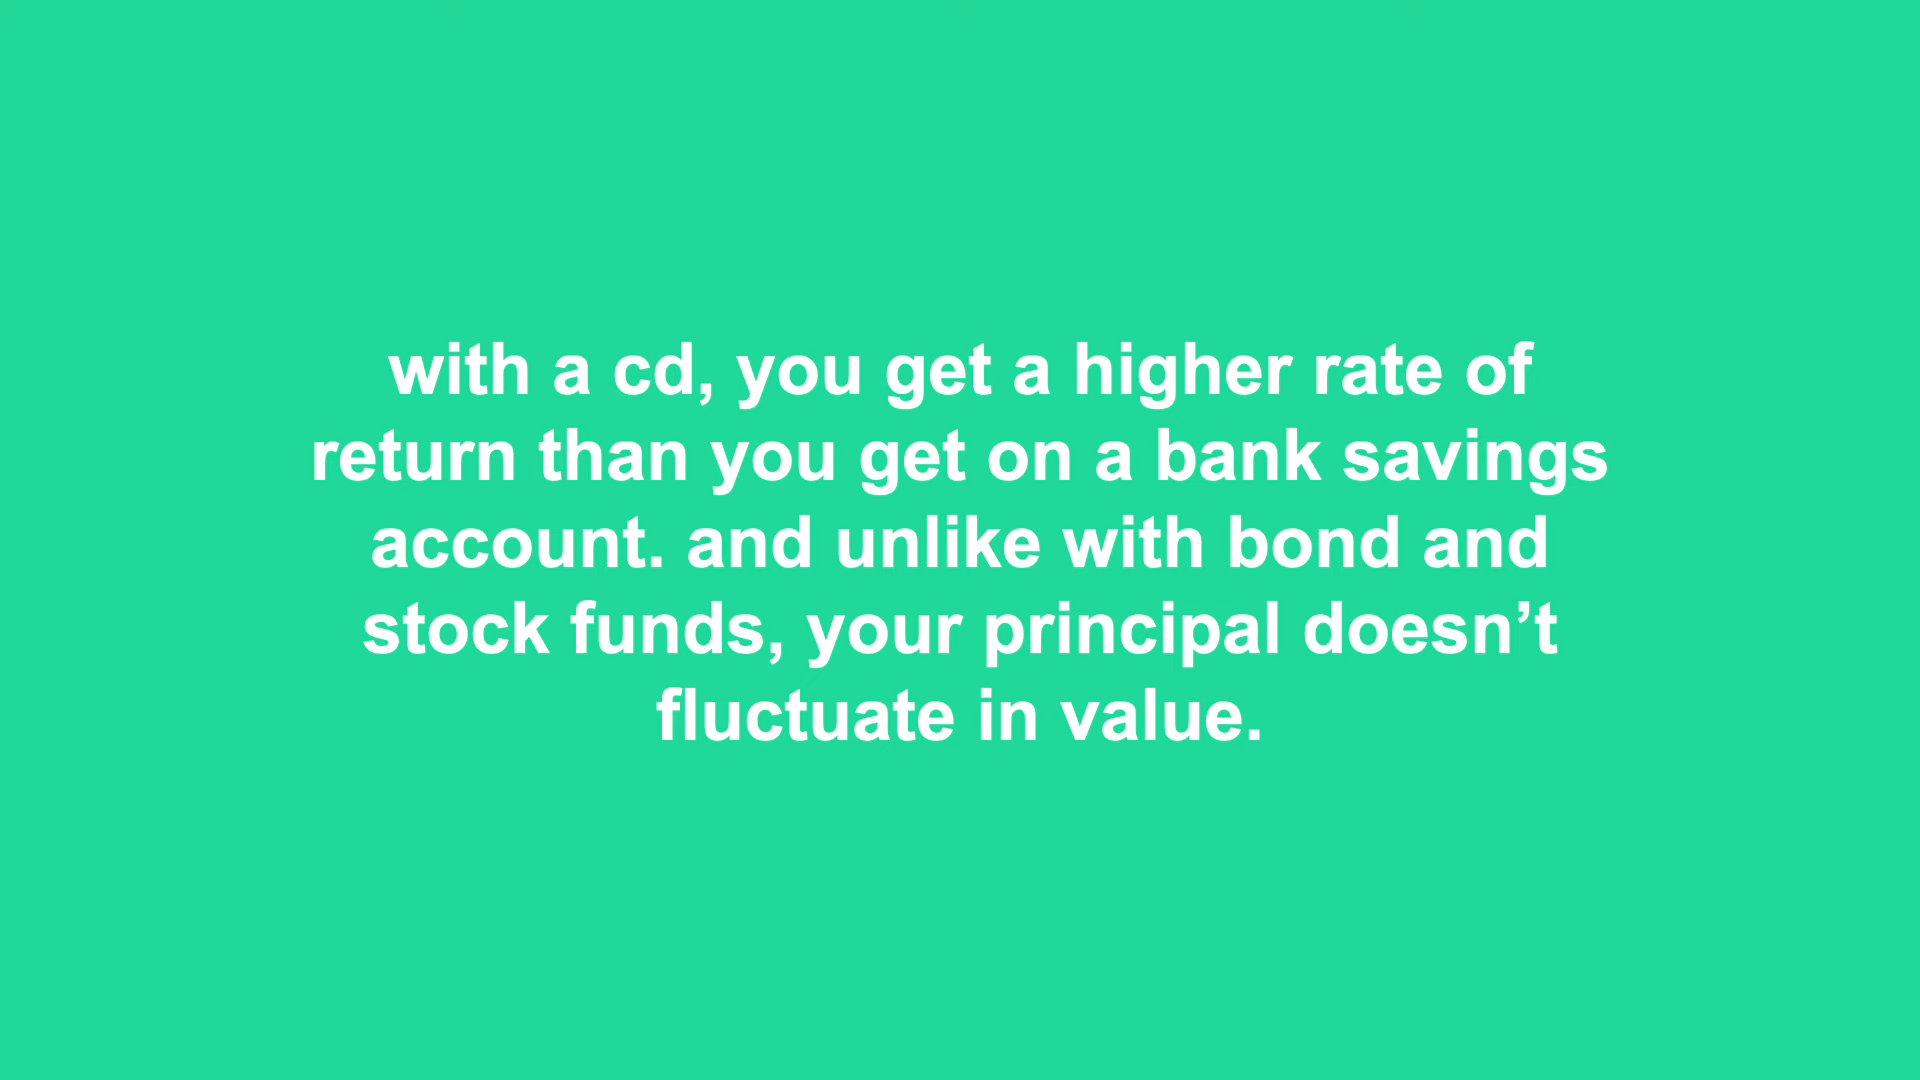 with a cd, you get a higher rate of
return than you get on a bank savings
account. and unlike with bond and
stock funds, your principal doesn’t
fluctuate in value.